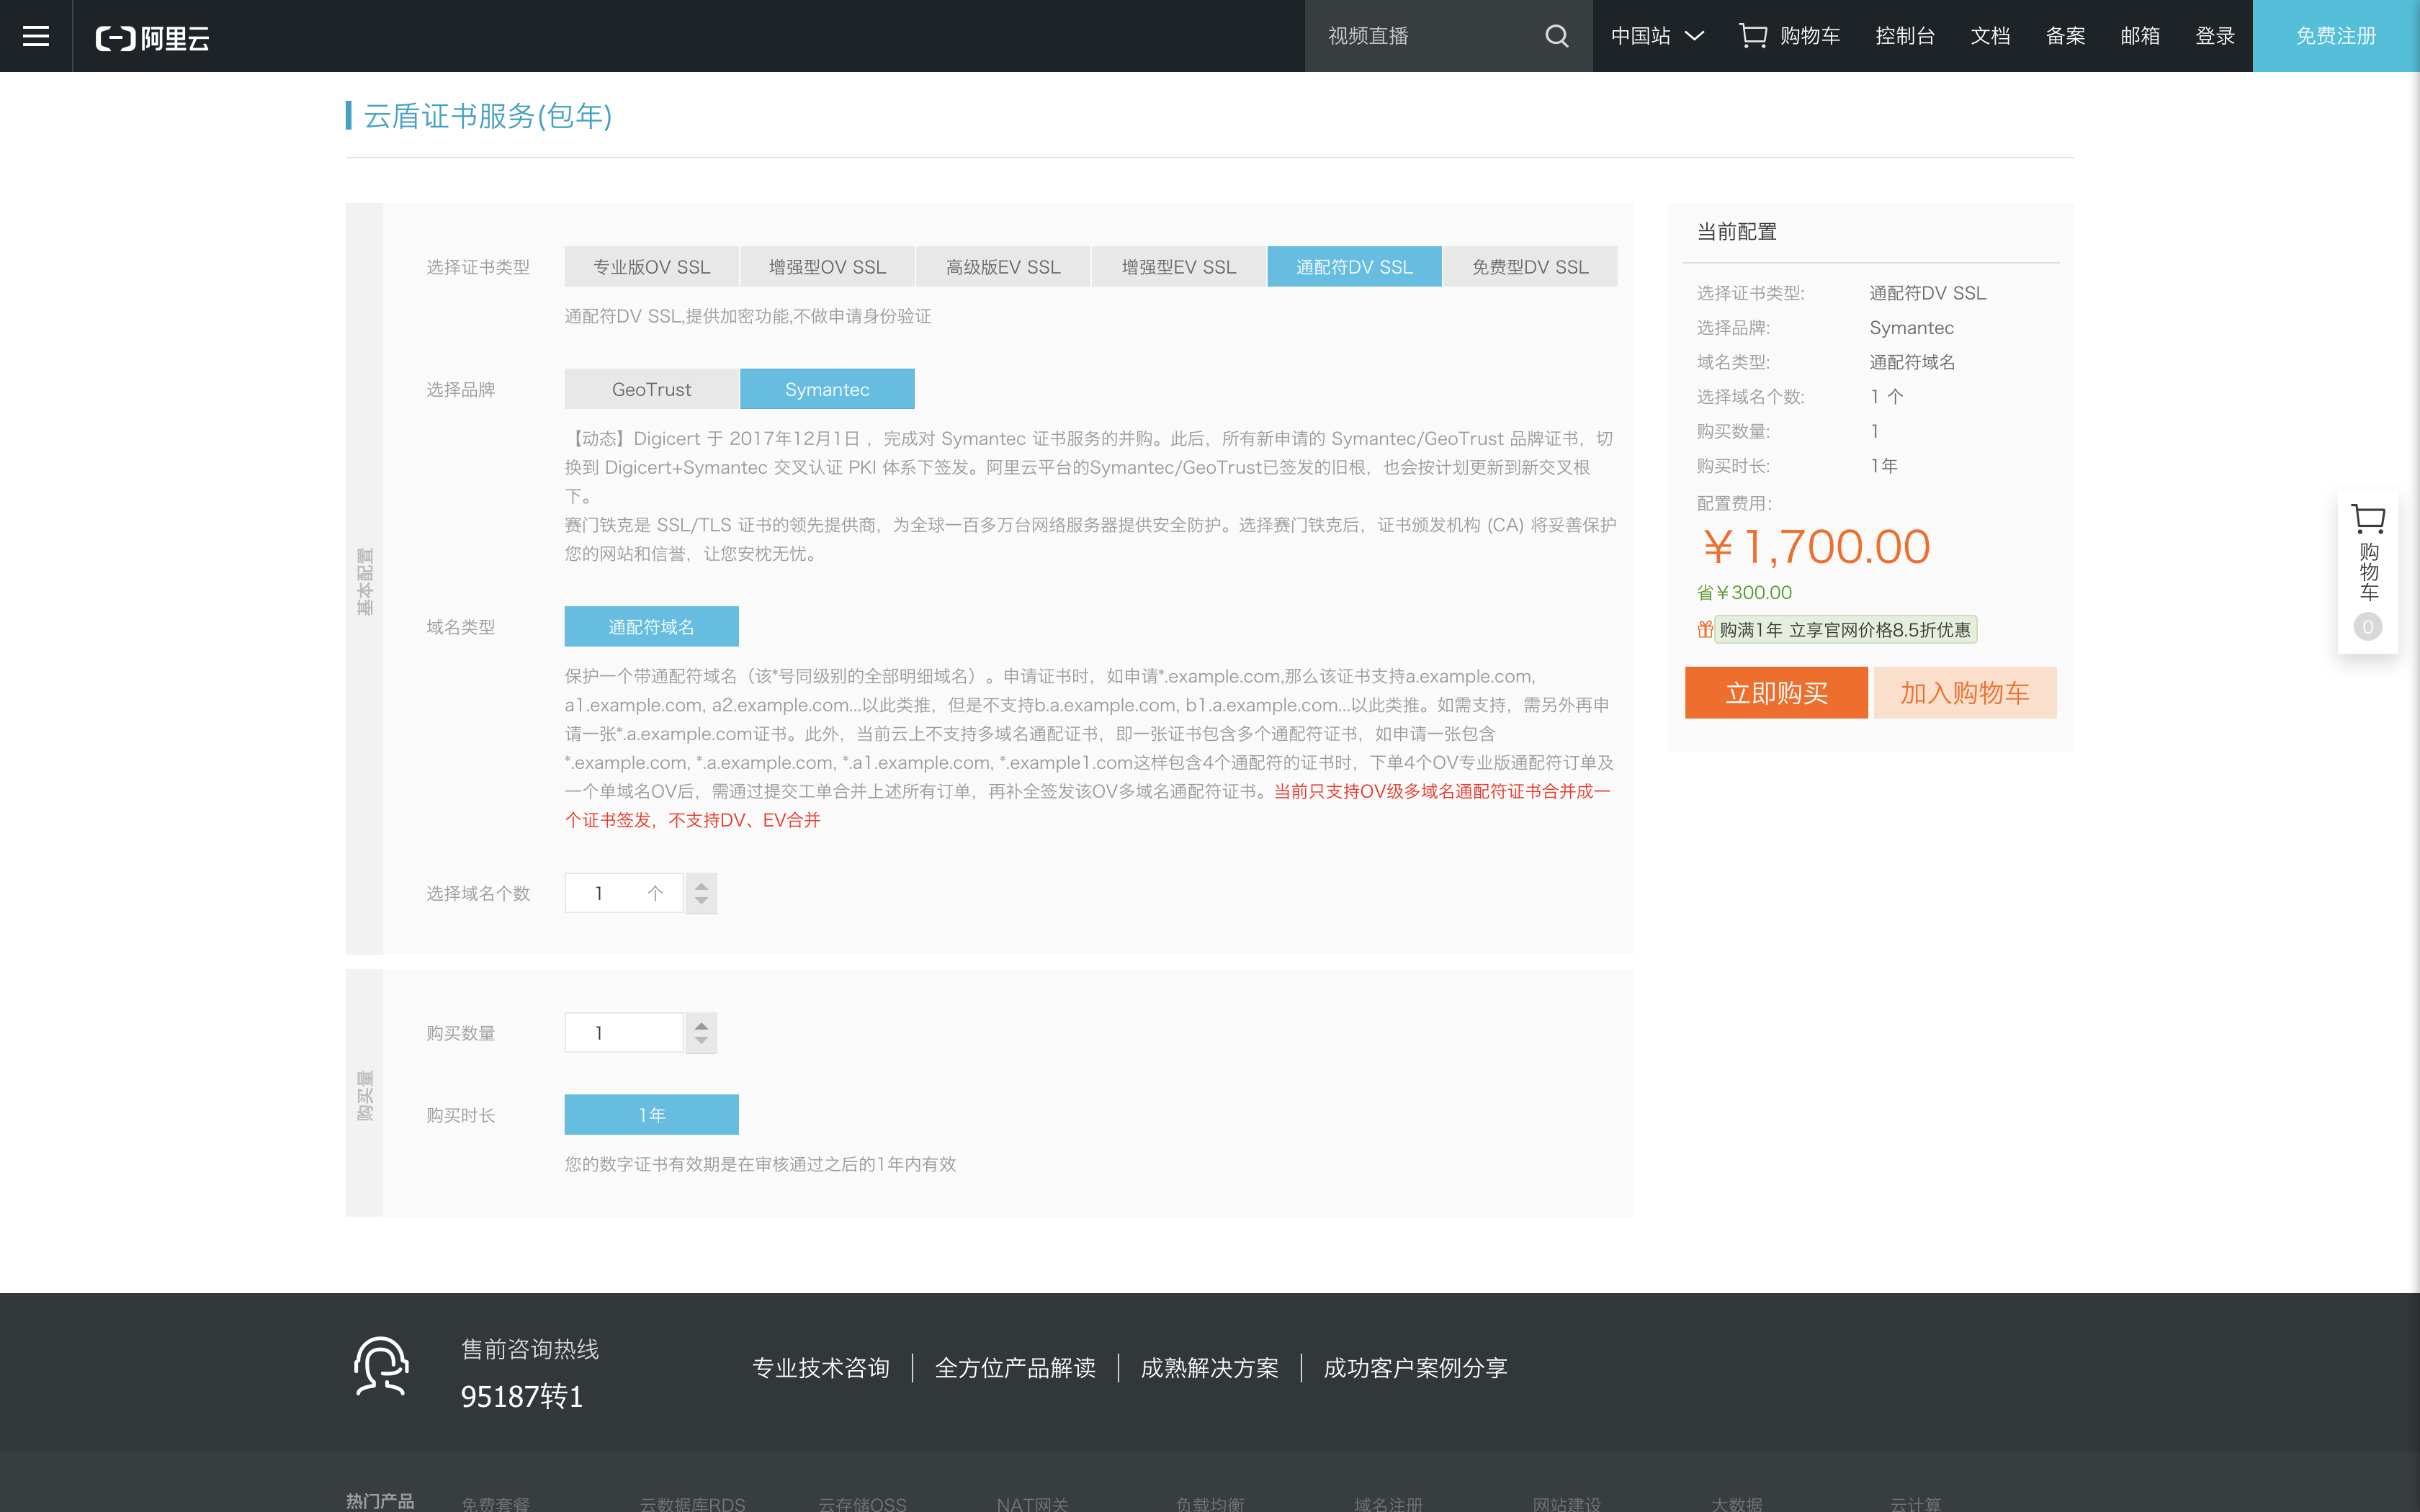 阿里云
视频直播
中国站
购物车
控制台
文档
备案
邮箱
登录
免费注册
云盾证书服务(包年)
基本配置
选择证书类型
专业版OV SSL
增强型OV SSL
高级版EV SSL
增强型EV SSL
通配符DV SSL
免费型DV SSL
通配符DV SSL,提供加密功能,不做申请身份验证
选择品牌
GeoTrust
Symantec
【动态】Digicert 于 2017年12月1日 ，完成对 Symantec 证书服务的并购。此后，所有新申请的 Symantec/GeoTrust 品牌证书，切
换到 Digicert+Symantec 交叉认证 PKI 体系下签发。阿里云平台的Symantec/GeoTrust已签发的旧根，也会按计划更新到新交叉根
下。
赛门铁克是 SSL/TLS 证书的领先提供商，为全球一百多万台网络服务器提供安全防护。选择赛门铁克后，证书颁发机构 (CA) 将妥善保护
您的网站和信誉，让您安枕无忧。
域名类型
通配符域名
保护一个带通配符域名（该*号同级别的全部明细域名）。申请证书时，如申请*.example.com,那么该证书支持a.example.com,
a1.example.com, a2.example.com...以此类推，但是不支持b.a.example.com, b1.a.example.com...以此类推。如需支持，需另外再申
请一张*.a.example.com证书。此外，当前云上不支持多域名通配证书，即一张证书包含多个通配符证书，如申请一张包含
*.example.com, *.a.example.com, *.a1.example.com, *.example1.com这样包含4个通配符的证书时，下单4个OV专业版通配符订单及
一个单域名OV后，需通过提交工单合并上述所有订单，再补全签发该OV多域名通配符证书。当前只支持OV级多域名通配符证书合并成一
个证书签发，不支持DV、EV合并
选择域名个数
1 个
购买量
购买数量
1
购买时长
1年
您的数字证书有效期是在审核通过之后的1年内有效
当前配置
选择证书类型: 通配符DV SSL
选择品牌: Symantec
域名类型: 通配符域名
选择域名个数: 1 个
购买数量: 1
购买时长: 1年
配置费用:
￥1,700.00
省￥300.00
购满1年 立享官网价格8.5折优惠
立即购买
加入购物车
购物车
0
售前咨询热线
95187转1
专业技术咨询
全方位产品解读
成熟解决方案
成功客户案例分享
热门产品
免费套餐
云数据库RDS
云存储OSS
NAT网关
负载均衡
域名注册
网站建设
大数据
云计算